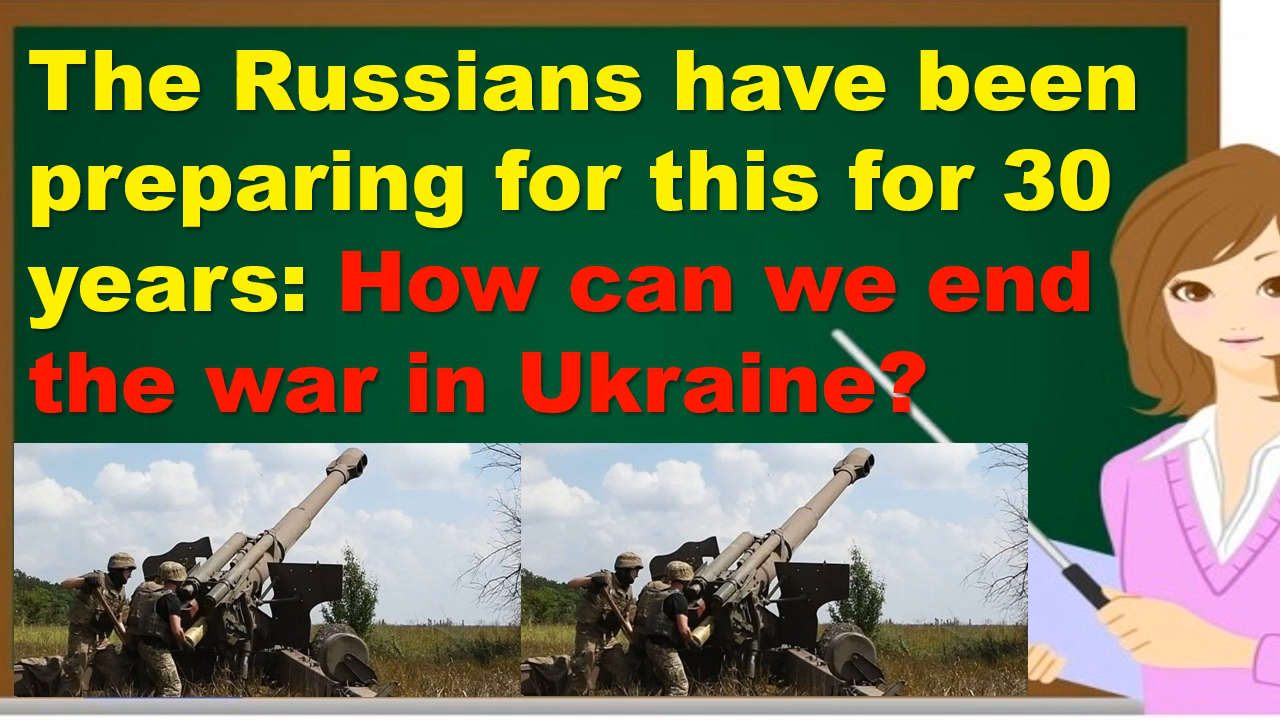 The Russians have been
preparing for this for 30
years: How can we end
the war in Ukraine?